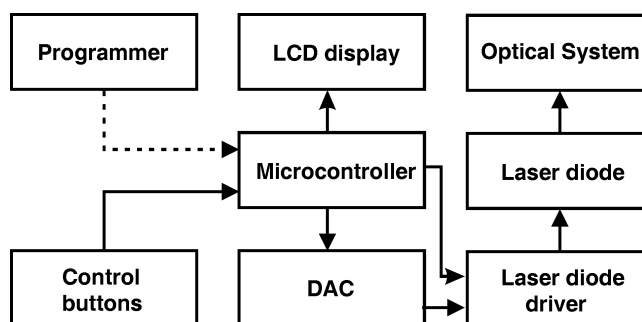 Programmer
LCD display
Optical System
Microcontroller
Laser diode
Control
buttons
DAC
Laser diode
driver